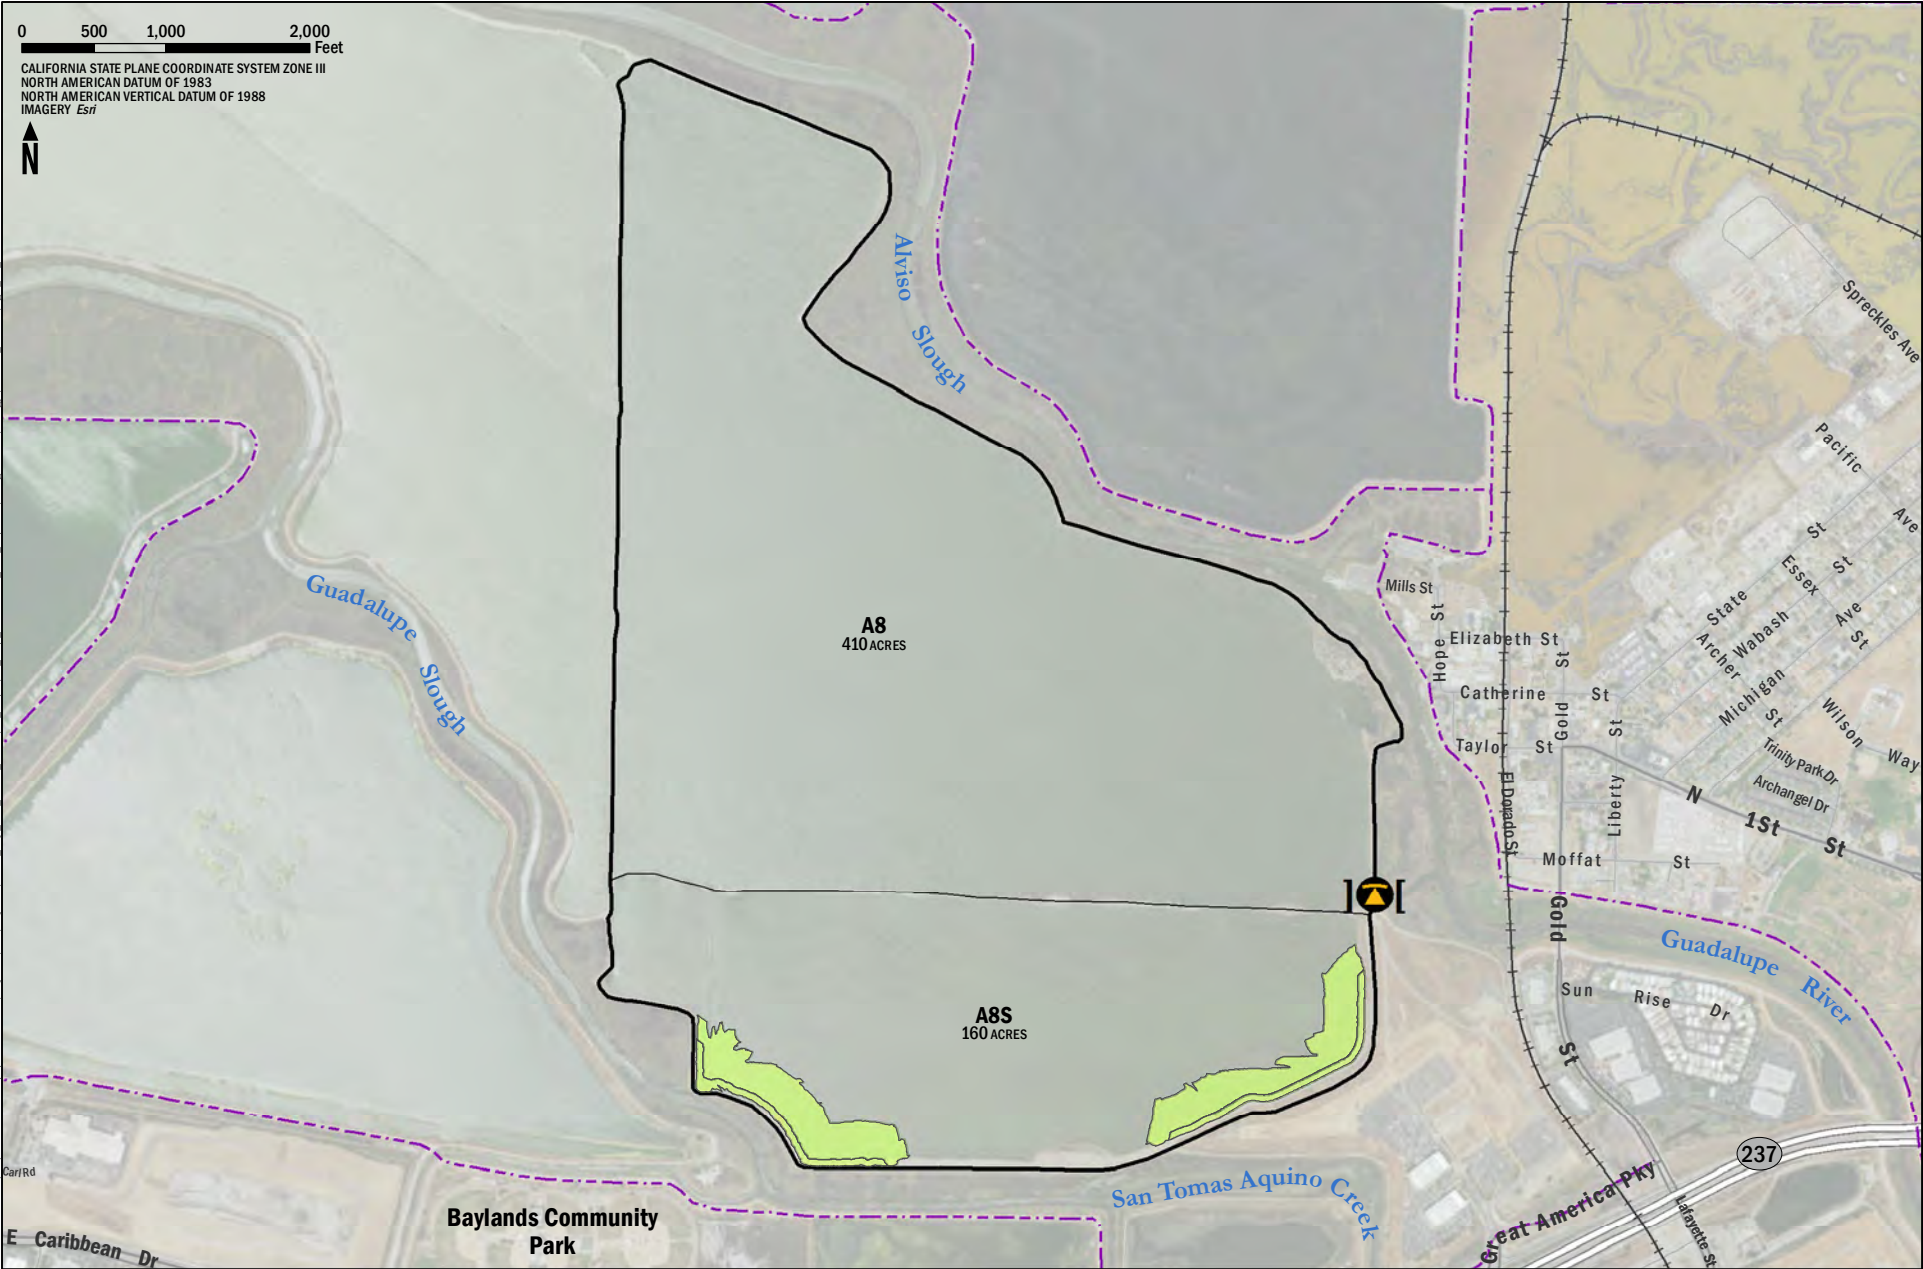 0 500 1,000 2,000
Feet
CALIFORNIA STATE PLANE COORDINATE SYSTEM ZONE III
NORTH AMERICAN DATUM OF 1983
NORTH AMERICAN VERTICAL DATUM OF 1988
IMAGERY Esri
N
Alviso
Slough
Spreckles Ave
Pacific
Ave
St
Essex
St
St
State
Wabash
Ave
Archer
St
Michigan
St
Wilson
Way
Trinity Park Dr
Archangel Dr
Mills St
Hope St
Elizabeth St
St
Gold
Catherine St
St
Liberty
Taylor St
El Dorado St
N 1St St
Moffat St
Guadalupe
Slough
A8
410 ACRES
] [
Gold
St
Guadalupe
River
Sun Rise Dr
A8S
160 ACRES
237
Great America Pky
Lafayette St
San Tomas Aquino Creek
Carl Rd
Baylands Community
Park
E Caribbean Dr